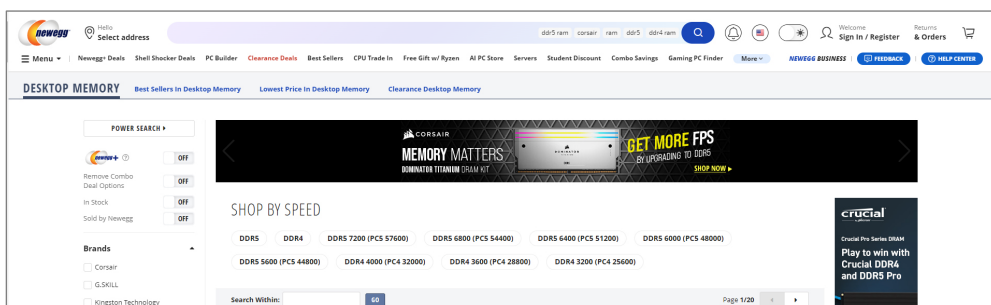 newegg
Hello
Select address
ddr5 ram corsair ram ddr5 ddr4 ram
Welcome
Sign In / Register
Returns
& Orders
Menu
Newegg+ Deals Shell Shocker Deals PC Builder Clearance Deals Best Sellers CPU Trade In Free Gift w/ Ryzen AI PC Store Servers Student Discount Combo Savings Gaming PC Finder More NEWEGG BUSINESS FEEDBACK HELP CENTER
DESKTOP MEMORY Best Sellers In Desktop Memory Lowest Price In Desktop Memory Clearance Desktop Memory
POWER SEARCH
newegg+ OFF
Remove Combo
Deal Options OFF
In Stock OFF
Sold by Newegg OFF
Brands
Corsair
G.SKILL
Kingston Technology
CORSAIR
MEMORY MATTERS
DOMINATOR TITANIUM DRAM KIT
DOMINATOR
GET MORE FPS
BY UPGRADING TO DDR5
SHOP NOW
SHOP BY SPEED
DDR5 DDR4 DDR5 7200 (PC5 57600) DDR5 6800 (PC5 54400) DDR5 6400 (PC5 51200) DDR5 6000 (PC5 48000)
DDR5 5600 (PC5 44800) DDR4 4000 (PC4 32000) DDR4 3600 (PC4 28800) DDR4 3200 (PC4 25600)
Search Within: GO Page 1/20
crucial
Crucial Pro Series DRAM
Play to win with
Crucial DDR4
and DDR5 Pro